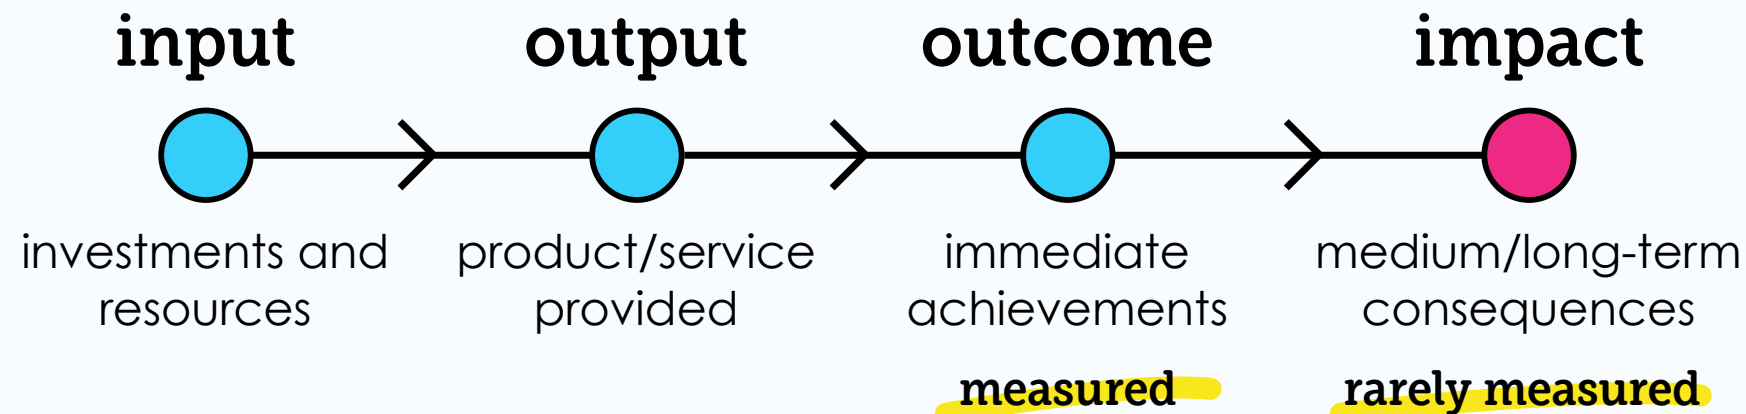 input
output
outcome
impact
investments and
resources
product/service
provided
immediate
achievements
medium/long-term
consequences
measured
rarely measured